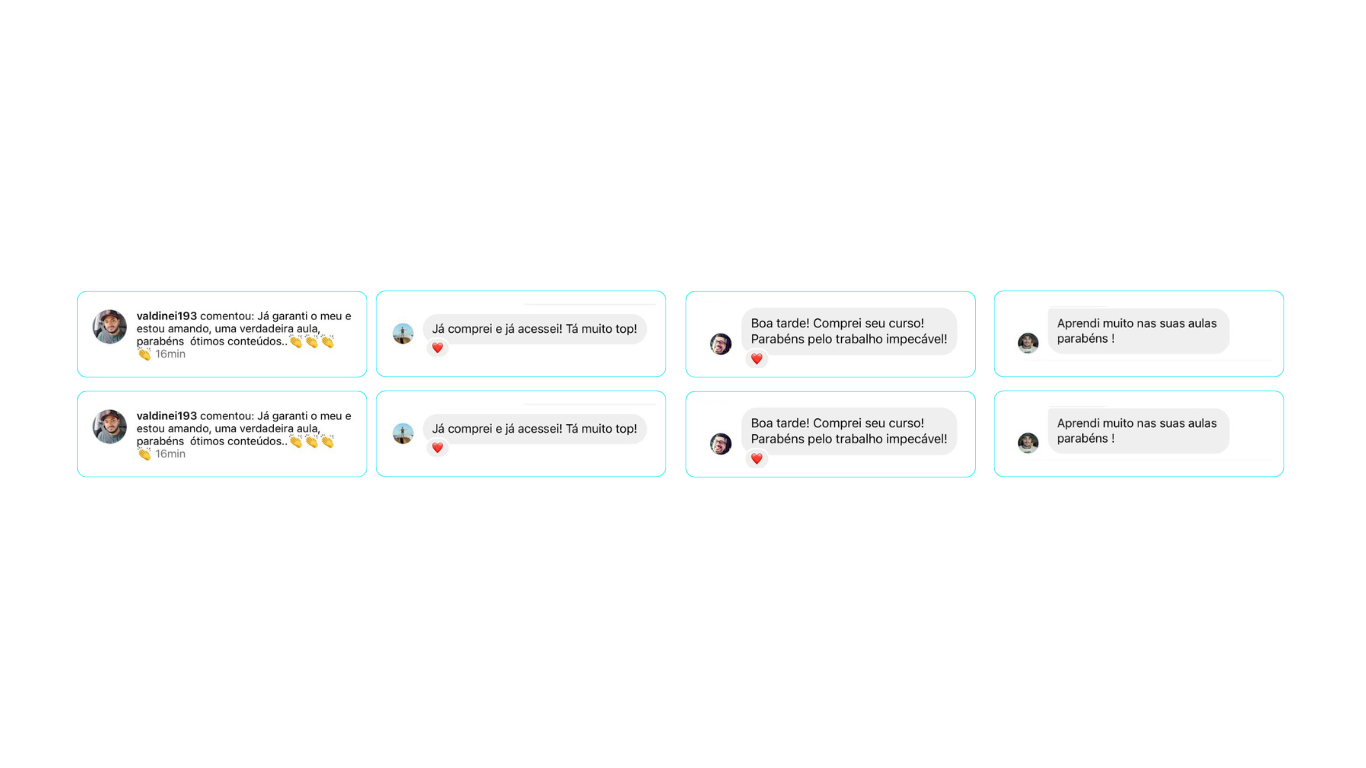 valdinei193 comentou: Já garanti o meu e
estou amando, uma verdadeira aula,
parabéns ótimos conteúdos..👏👏👏
👏 16min
Já comprei e já acessei! Tá muito top!
❤️
Boa tarde! Comprei seu curso!
Parabéns pelo trabalho impecável!
❤️
Aprendi muito nas suas aulas
parabéns !
valdinei193 comentou: Já garanti o meu e
estou amando, uma verdadeira aula,
parabéns ótimos conteúdos..👏👏👏
👏 16min
Já comprei e já acessei! Tá muito top!
❤️
Boa tarde! Comprei seu curso!
Parabéns pelo trabalho impecável!
❤️
Aprendi muito nas suas aulas
parabéns !